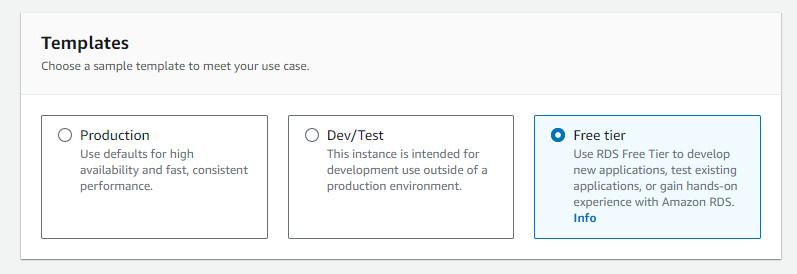 Templates
Choose a sample template to meet your use case.
Production
Use defaults for high
availability and fast, consistent
performance.
Dev/Test
This instance is intended for
development use outside of a
production environment.
Free tier
Use RDS Free Tier to develop
new applications, test existing
applications, or gain hands-on
experience with Amazon RDS.
Info